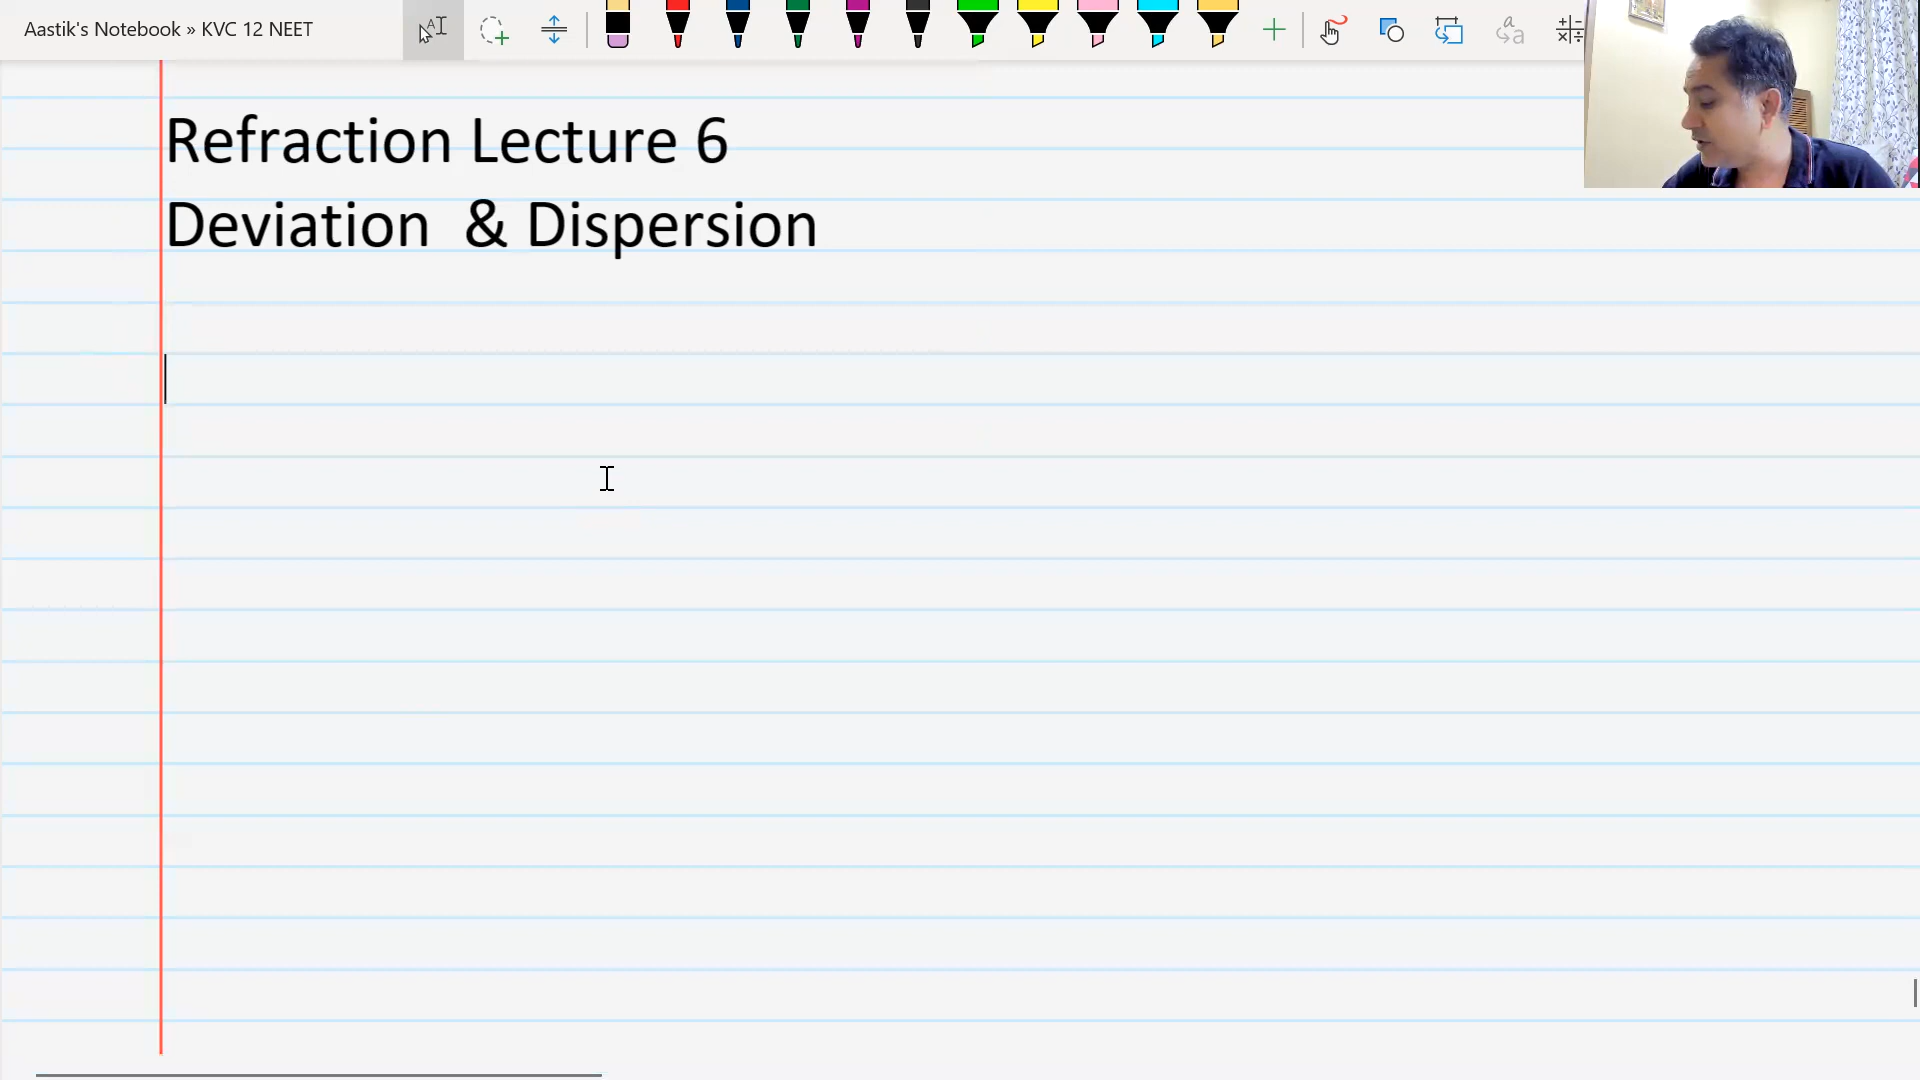 Aastik's Notebook » KVC 12 NEET
Refraction Lecture 6
Deviation & Dispersion